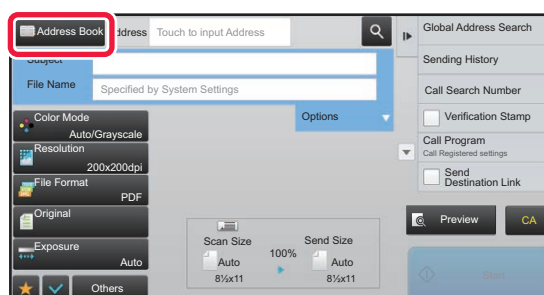 Address Book
ddress
Touch to input Address
Subject
File Name
Specified by System Settings
Options
Color Mode
Auto/Grayscale
Resolution
200x200dpi
File Format
PDF
Original
Exposure
Auto
Others
Scan Size
Auto
8½x11
100%
Send Size
Auto
8½x11
Global Address Search
Sending History
Call Search Number
Verification Stamp
Call Program
Call Registered settings
Send
Destination Link
Preview
CA
Start